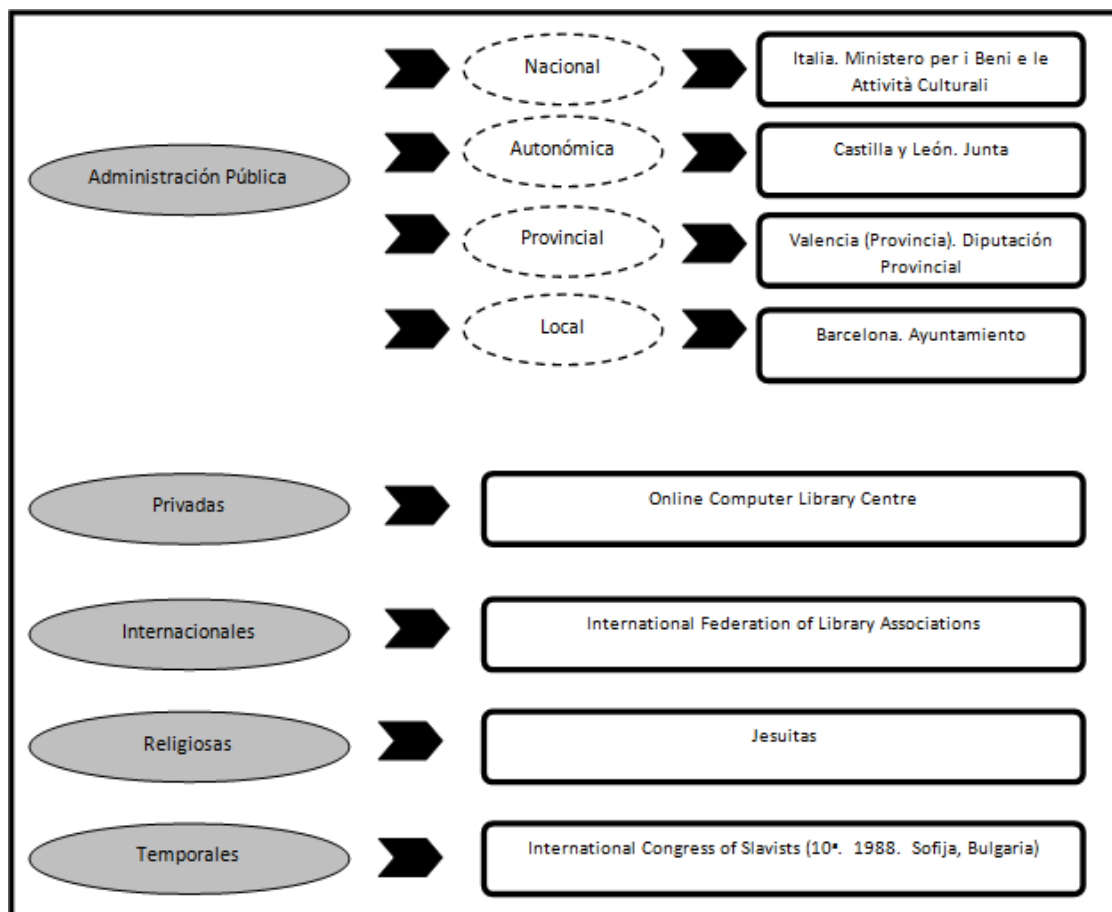 Nacional
Italia. Ministero per i Beni e le
Attività Culturali
Administración Pública
Autonómica
Castilla y León. Junta
Provincial
Valencia (Provincia). Diputación
Provincial
Local
Barcelona. Ayuntamiento
Privadas
Online Computer Library Centre
Internacionales
International Federation of Library Associations
Religiosas
Jesuitas
Temporales
International Congress of Slavists (10ª. 1988. Sofija, Bulgaria)